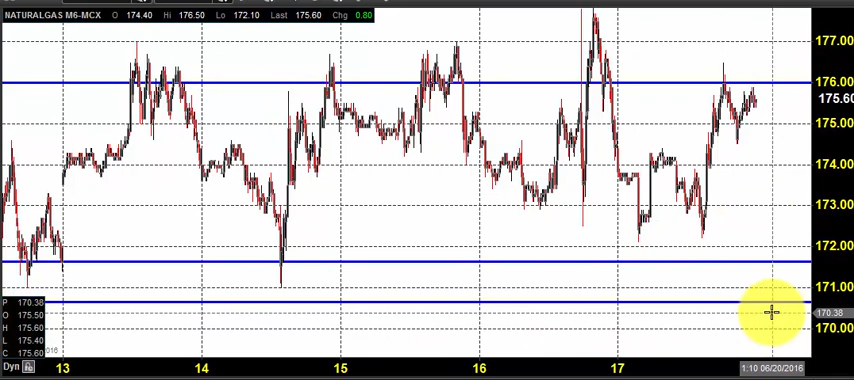 NATURALGAS M6-MCX O 174.40 Hi 176.50 Lo 172.10 Last 175.60 Chg 0.80
177.00
176.00
175.60
175.00
174.00
173.00
172.00
171.00
P 170.38
O 175.50
H 175.60
L 175.40
C 175.60
170.38
170.00
016
Dyn 13 14 15 16 17 1:10 06/20/2016